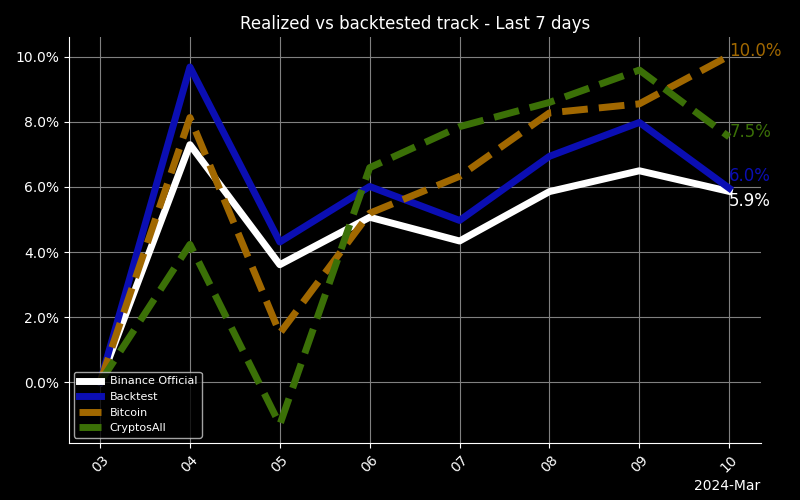 Realized vs backtested track - Last 7 days
10.0%
8.0%
6.0%
4.0%
2.0%
0.0%
10.0%
7.5%
6.0%
5.9%
Binance Official
Backtest
Bitcoin
CryptosAll
03 04 05 06 07 08 09 10
2024-Mar